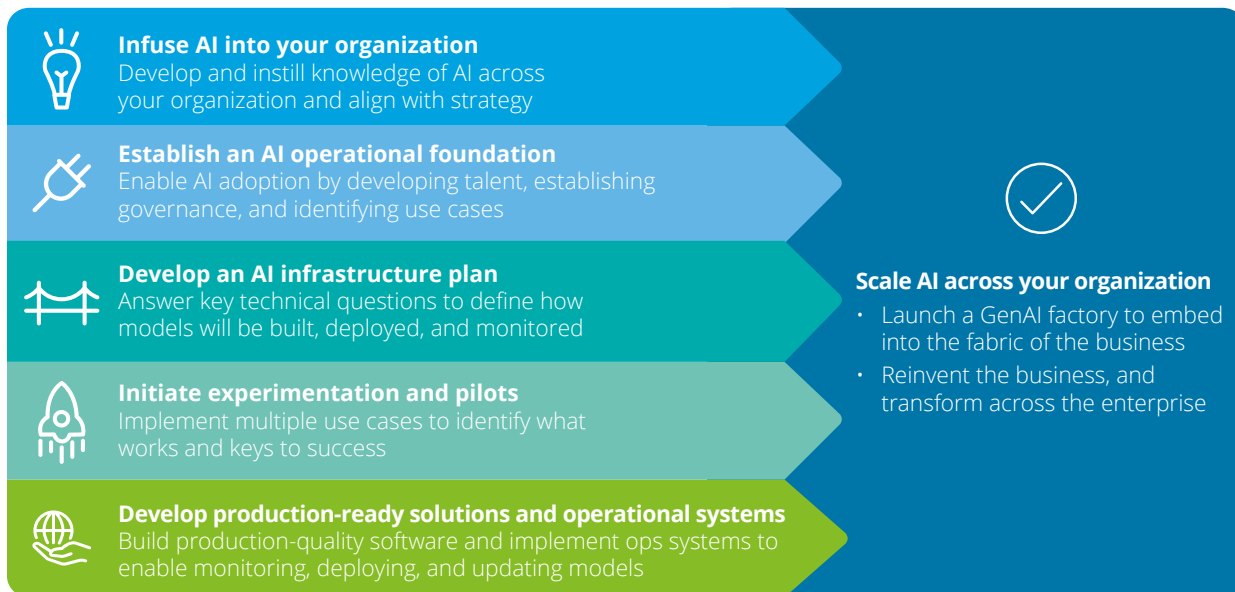 Infuse AI into your organization
Develop and instill knowledge of AI across
your organization and align with strategy
Establish an AI operational foundation
Enable AI adoption by developing talent, establishing
governance, and identifying use cases
Develop an AI infrastructure plan
Answer key technical questions to define how
models will be built, deployed, and monitored
Initiate experimentation and pilots
Implement multiple use cases to identify what
works and keys to success
Develop production-ready solutions and operational systems
Build production-quality software and implement ops systems to
enable monitoring, deploying, and updating models
Scale AI across your organization
• Launch a GenAI factory to embed
into the fabric of the business
• Reinvent the business, and
transform across the enterprise